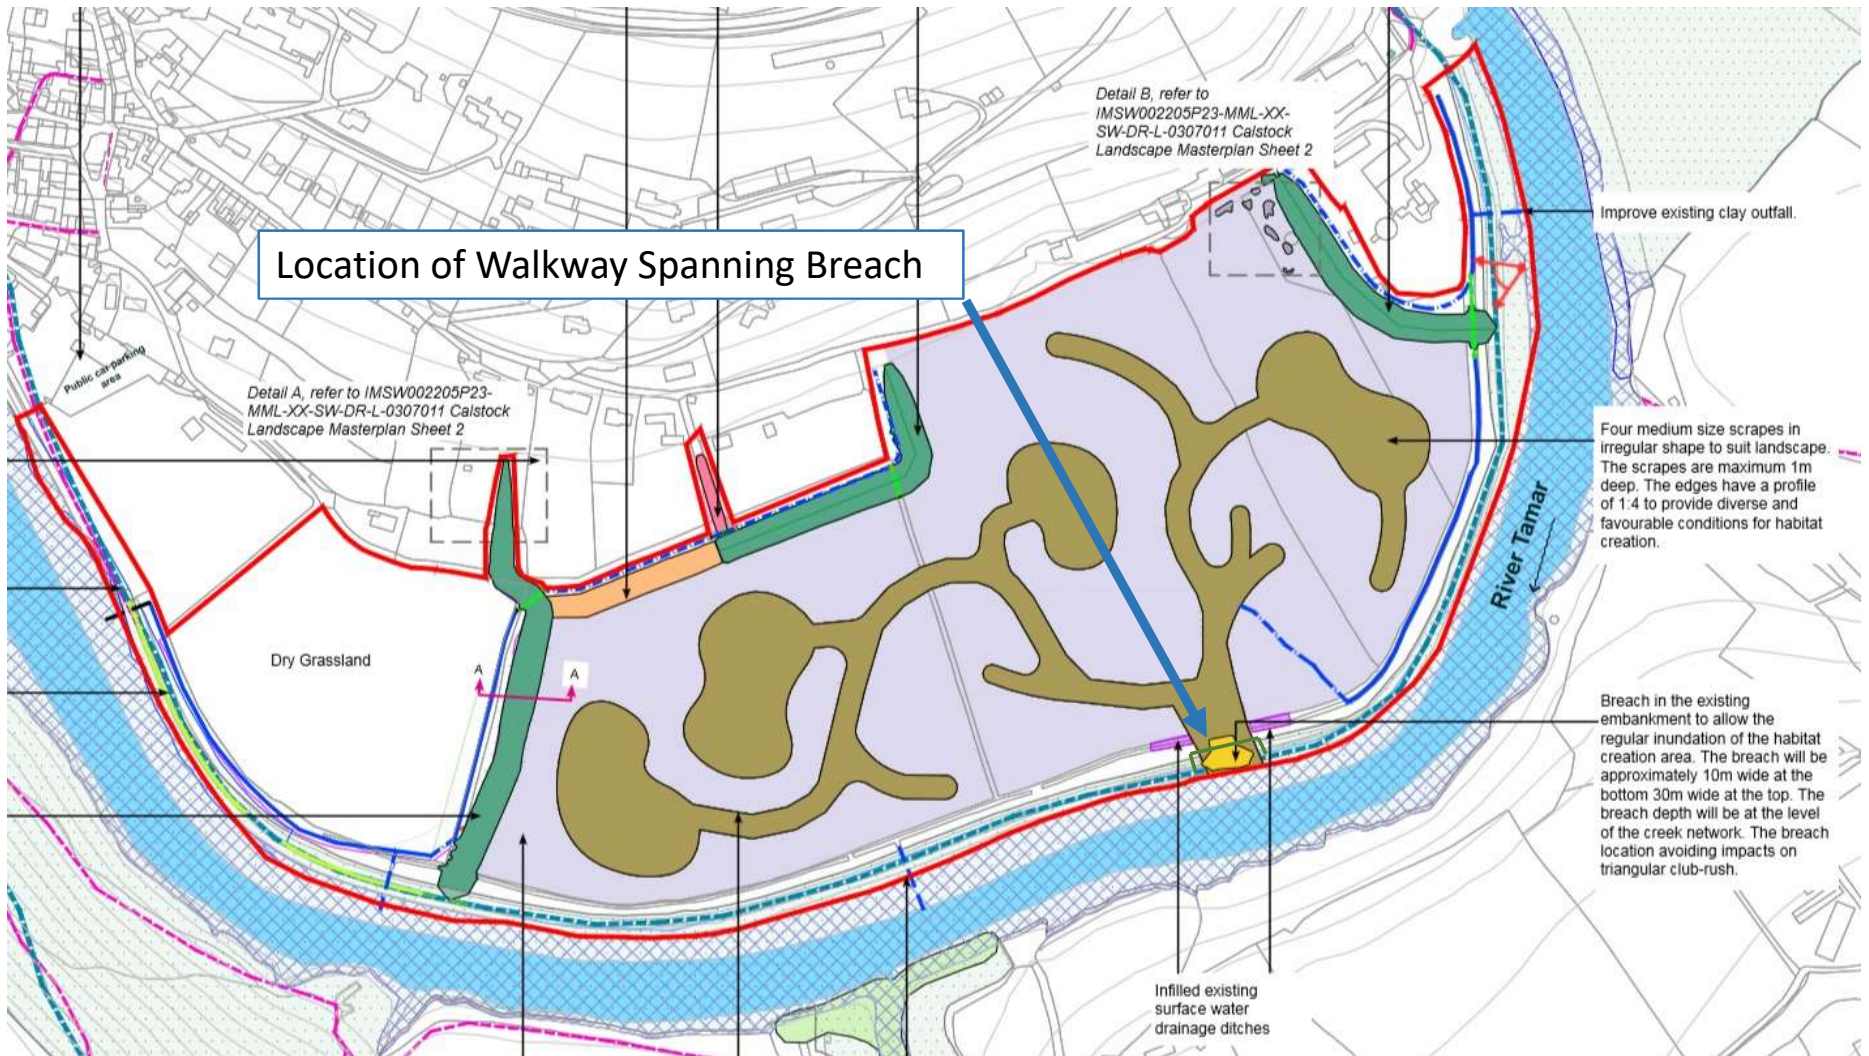 Detail B, refer to
IMSW002205P23-MML-XX-
SW-DR-L-0307011 Calstock
Landscape Masterplan Sheet 2
Improve existing clay outfall.
Location of Walkway Spanning Breach
Public car parking
area
Detail A, refer to IMSW002205P23-
MML-XX-SW-DR-L-0307011 Calstock
Landscape Masterplan Sheet 2
Four medium size scrapes in
irregular shape to suit landscape.
The scrapes are maximum 1m
deep. The edges have a profile
of 1:4 to provide diverse and
favourable conditions for habitat
creation.
River Tamar
Dry Grassland
A
A
Breach in the existing
embankment to allow the
regular inundation of the habitat
creation area. The breach will be
approximately 10m wide at the
bottom 30m wide at the top. The
breach depth will be at the level
of the creek network. The breach
location avoiding impacts on
triangular club-rush.
Infilled existing
surface water
drainage ditches